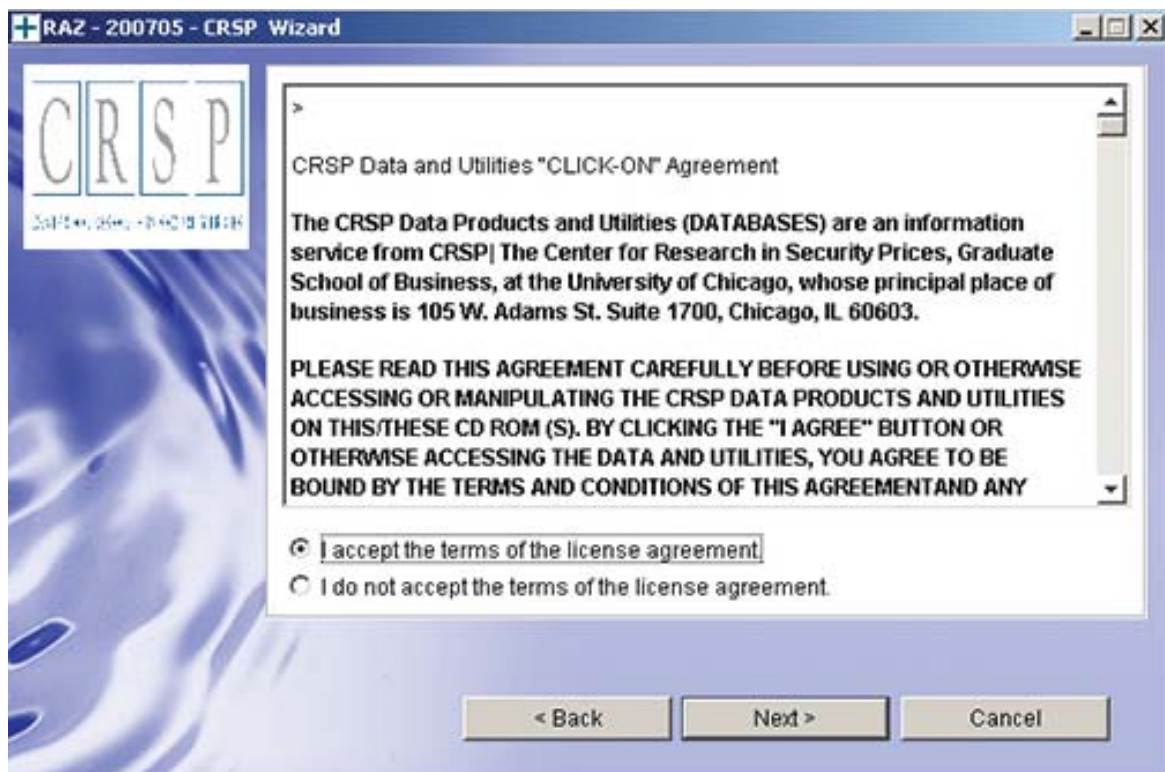 RAZ - 200705 - CRSP Wizard
CRSP
>
CRSP Data and Utilities "CLICK-ON" Agreement
The CRSP Data Products and Utilities (DATABASES) are an information
service from CRSP| The Center for Research in Security Prices, Graduate
School of Business, at the University of Chicago, whose principal place of
business is 105 W. Adams St. Suite 1700, Chicago, IL 60603.
PLEASE READ THIS AGREEMENT CAREFULLY BEFORE USING OR OTHERWISE
ACCESSING OR MANIPULATING THE CRSP DATA PRODUCTS AND UTILITIES
ON THIS/THESE CD ROM (S). BY CLICKING THE "I AGREE" BUTTON OR
OTHERWISE ACCESSING THE DATA AND UTILITIES, YOU AGREE TO BE
BOUND BY THE TERMS AND CONDITIONS OF THIS AGREEMENTAND ANY
I accept the terms of the license agreement.
I do not accept the terms of the license agreement.
< Back Next > Cancel